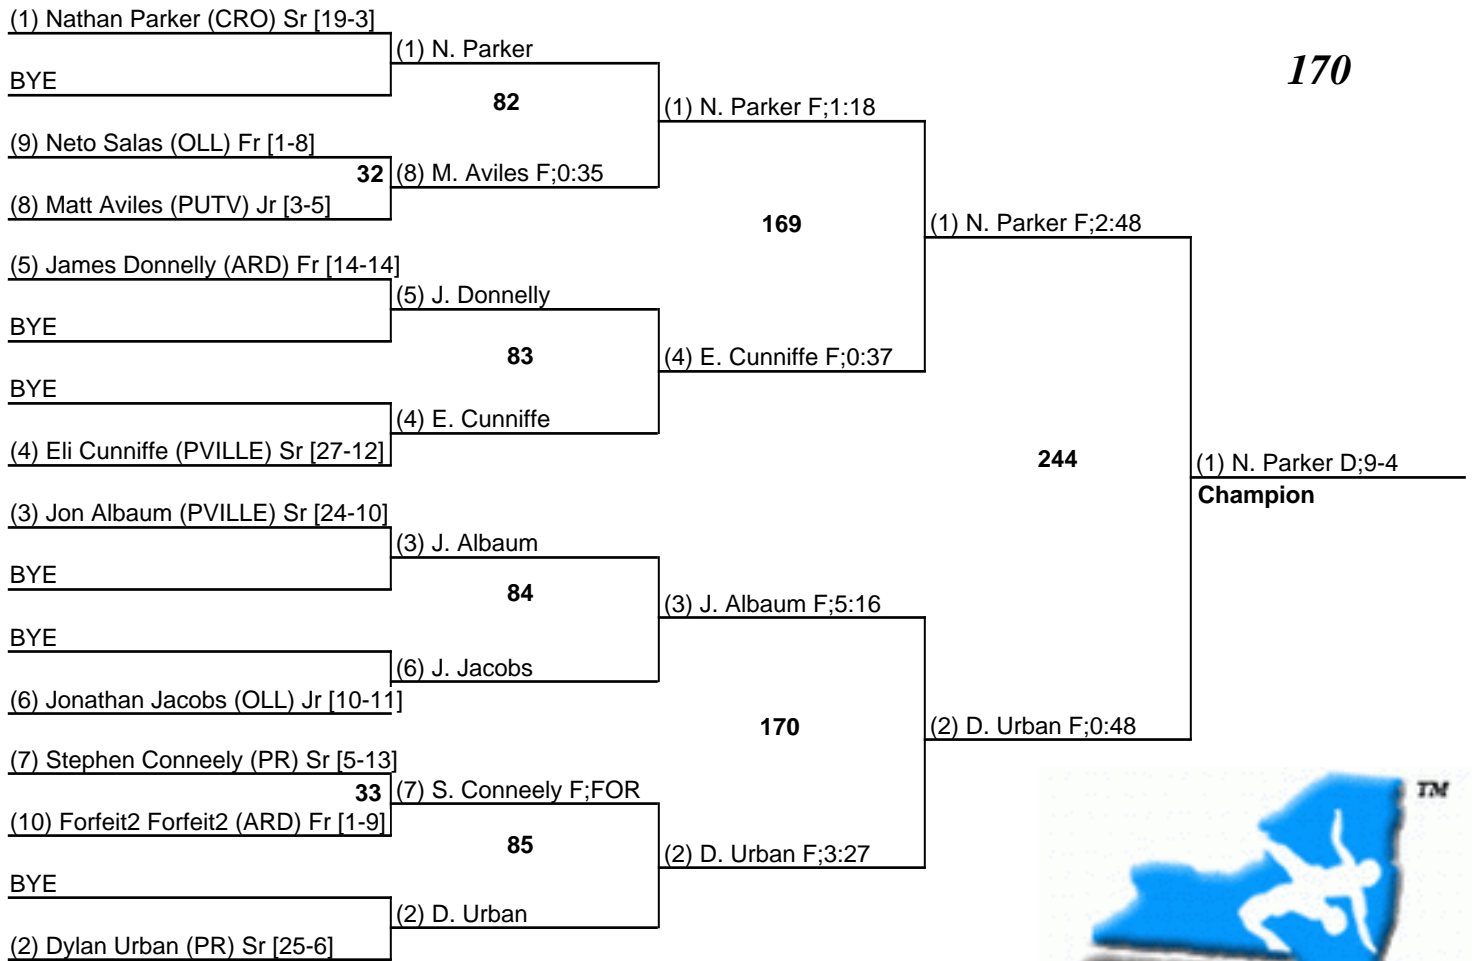 (1) Nathan Parker (CRO) Sr [19-3]
BYE
(9) Neto Salas (OLL) Fr [1-8]
(8) Matt Aviles (PUTV) Jr [3-5]
(5) James Donnelly (ARD) Fr [14-14]
BYE
BYE
(4) Eli Cunniffe (PVILLE) Sr [27-12]
(3) Jon Albaum (PVILLE) Sr [24-10]
BYE
BYE
(6) Jonathan Jacobs (OLL) Jr [10-11]
(7) Stephen Conneely (PR) Sr [5-13]
(10) Forfeit2 Forfeit2 (ARD) Fr [1-9]
BYE
(2) Dylan Urban (PR) Sr [25-6]
(1) N. Parker
82
32
(8) M. Aviles F;0:35
(5) J. Donnelly
83
(4) E. Cunniffe
(3) J. Albaum
84
(6) J. Jacobs
33
(7) S. Conneely F;FOR
85
(2) D. Urban
(1) N. Parker F;1:18
169
(4) E. Cunniffe F;0:37
(3) J. Albaum F;5:16
170
(2) D. Urban F;3:27
(1) N. Parker F;2:48
244
(2) D. Urban F;0:48
(1) N. Parker D;9-4
Champion
170
TM